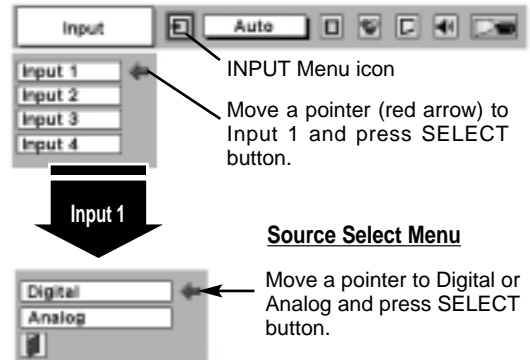 Input
Auto
INPUT Menu icon
Input 1
Input 2
Input 3
Input 4
Move a pointer (red arrow) to
Input 1 and press SELECT
button.
Input 1
Source Select Menu
Digital
Analog
Move a pointer to Digital or
Analog and press SELECT
button.